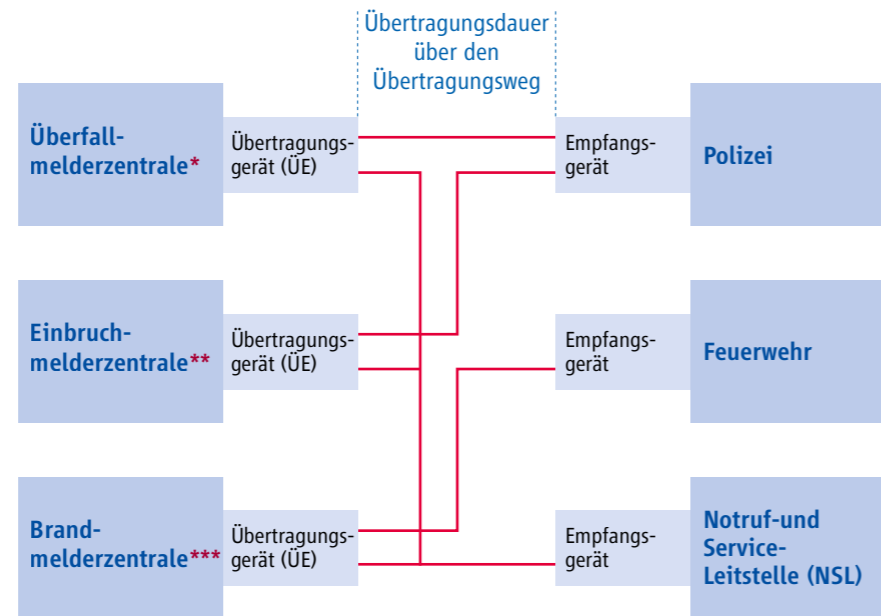 Übertragungsdauer
über den
Übertragungsweg
Überfall-
melderzentrale*
Übertragungs-
gerät (ÜE)
Empfangs-
gerät
Polizei
Einbruch-
melderzentrale**
Übertragungs-
gerät (ÜE)
Empfangs-
gerät
Feuerwehr
Brand-
melderzentrale***
Übertragungs-
gerät (ÜE)
Empfangs-
gerät
Notruf-und
Service-
Leitstelle (NSL)